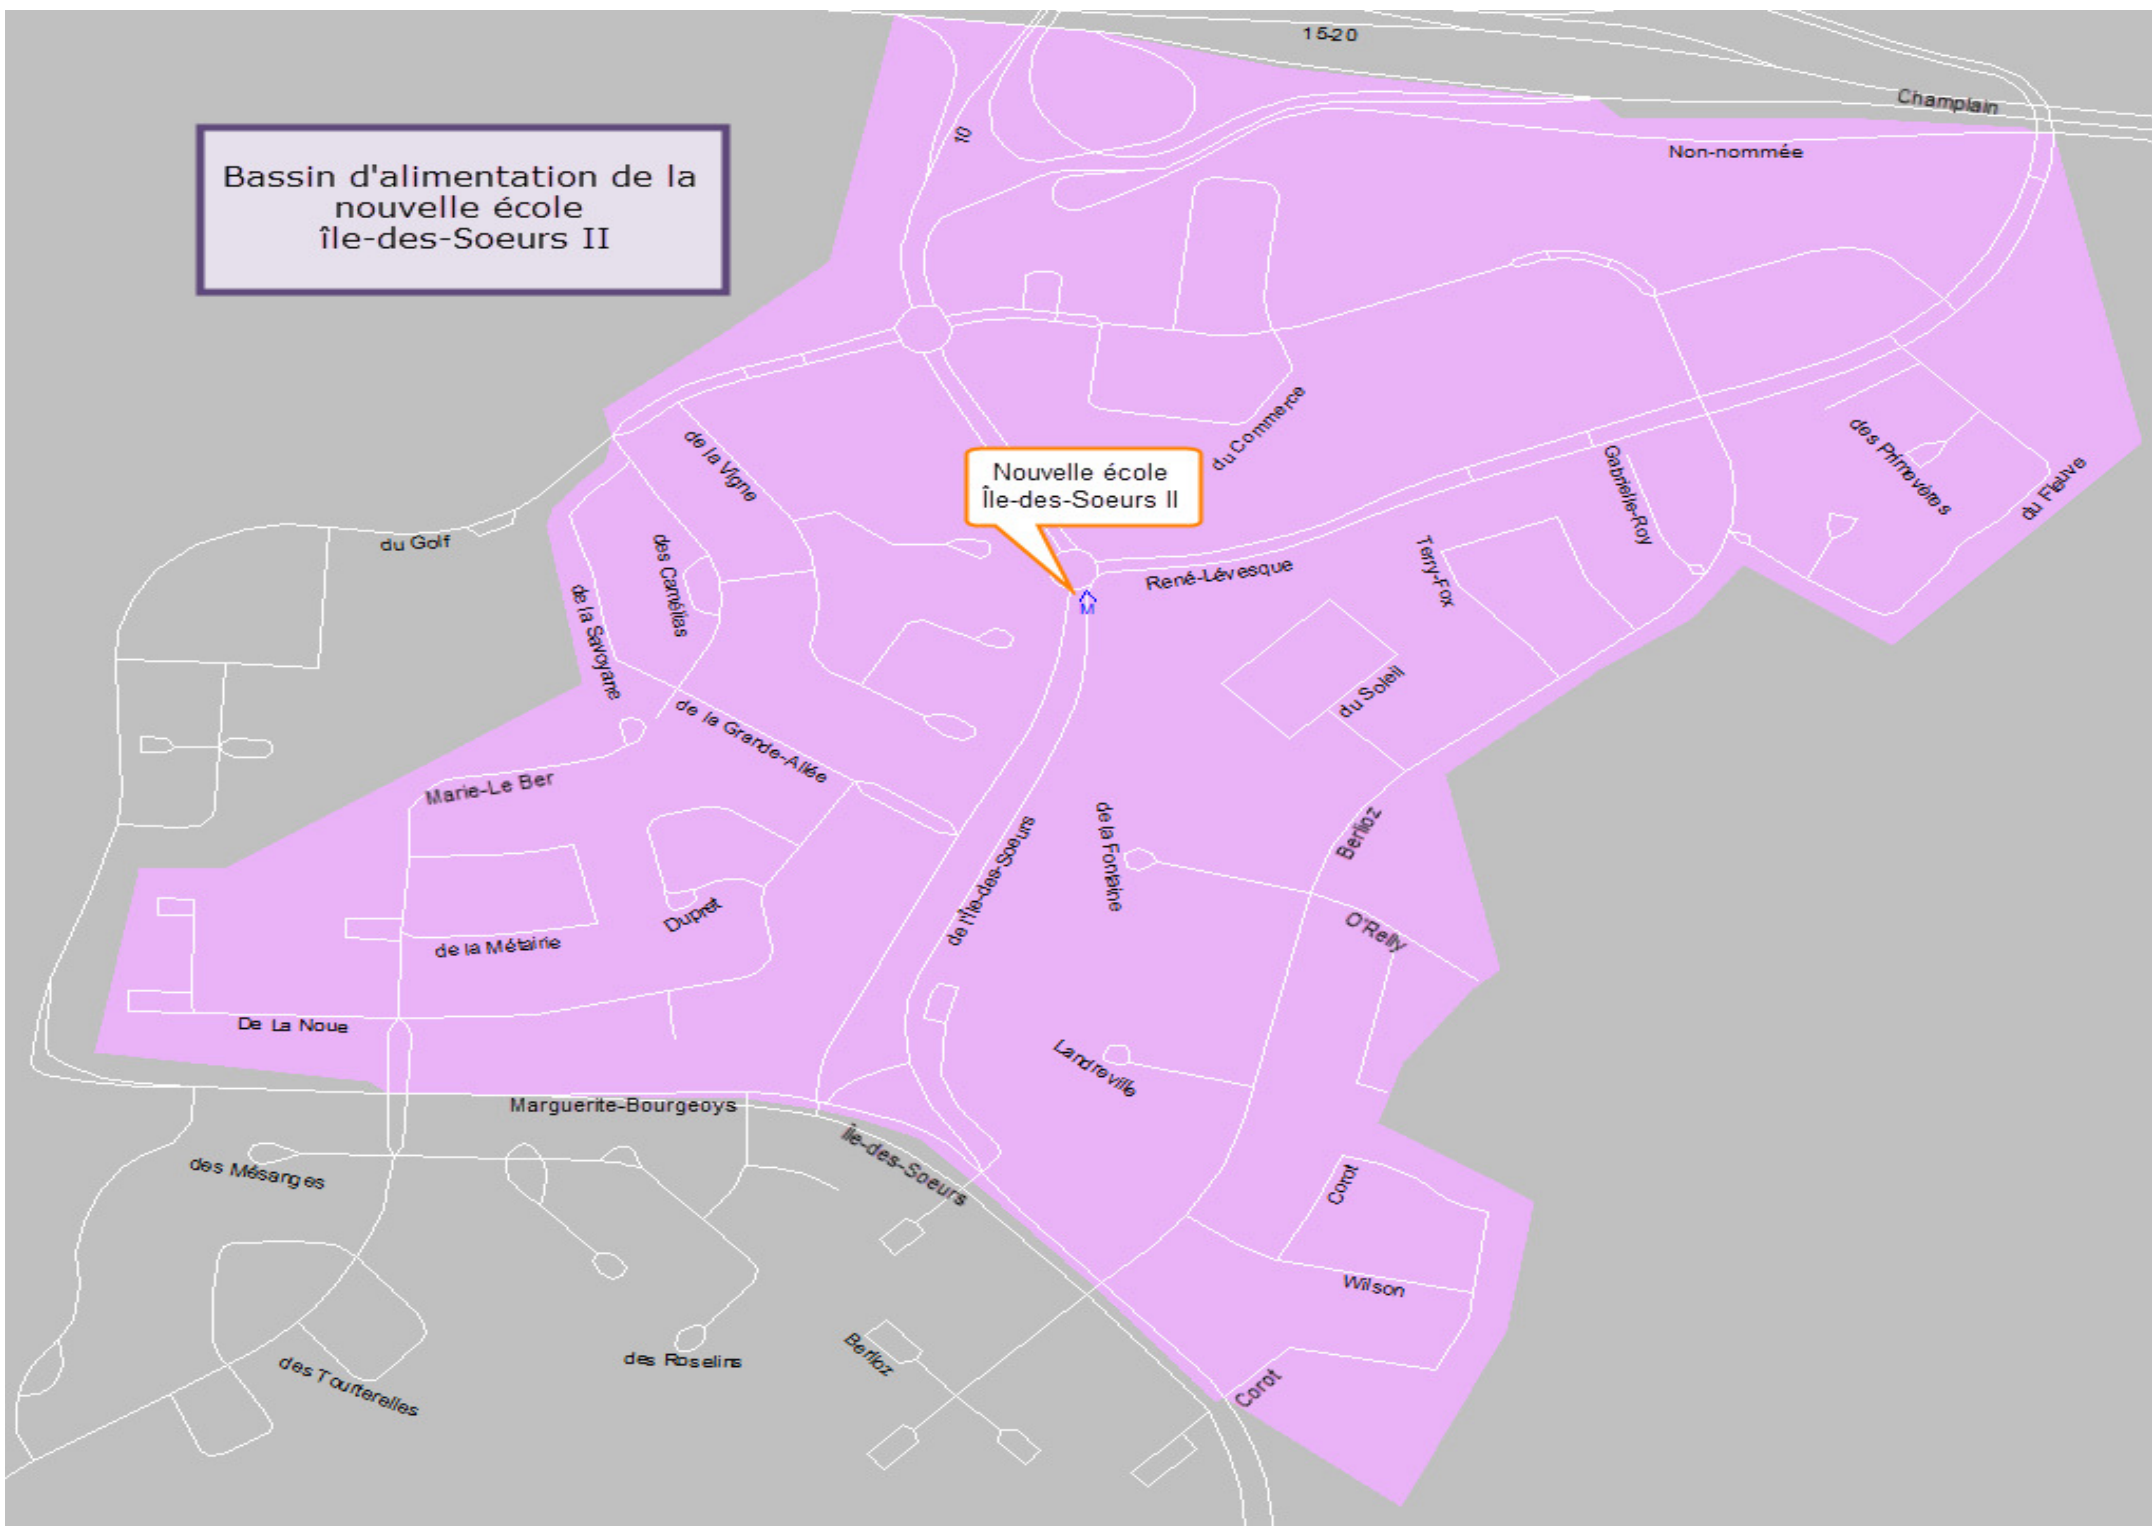 15-20
Champlain
10
Non-nommée
Bassin d'alimentation de la
nouvelle école
île-des-Soeurs II
du Commerce
de la Vigne
Nouvelle école
Île-des-Soeurs II
des Primevères
du Fleuve
Gabrielle-Roy
du Golf
des Camélias
René-Lévesque
Terry-Fox
M
de la Savoyane
du Soleil
de la Grande-Allée
Marie-Le Ber
Berlioz
de la Fontaine
de l'Île-des-Soeurs
Dupret
O'Relly
de la Métairie
De La Noue
Landreville
Marguerite-Bourgeoys
Île-des-Soeurs
des Mésanges
Corot
Wilson
des Roselins
Berlioz
des Tourterelles
Corot